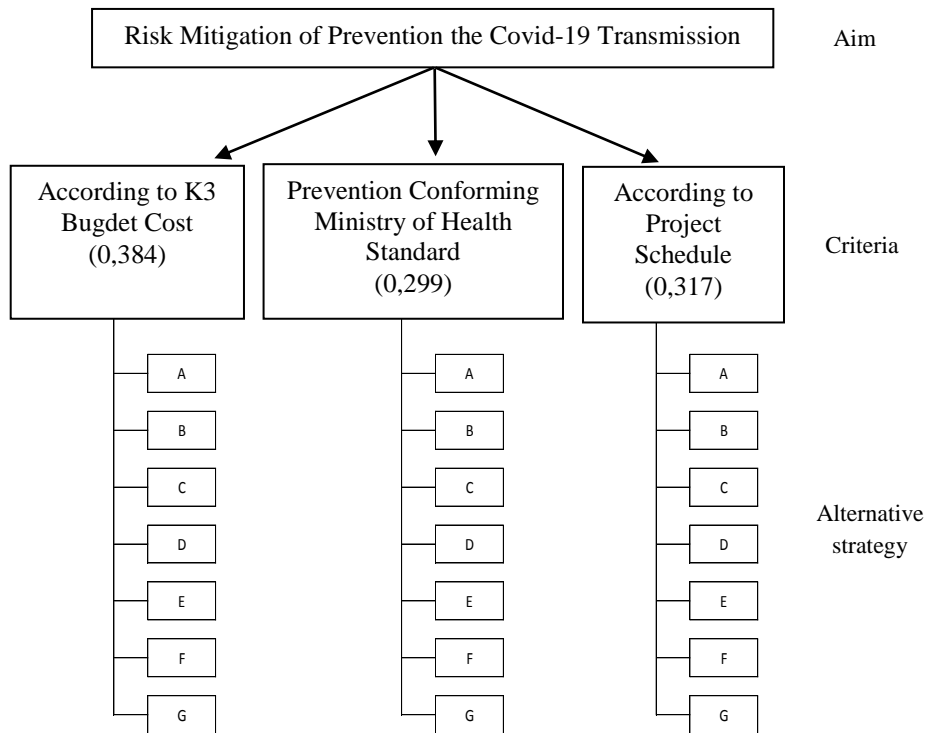 Risk Mitigation of Prevention the Covid-19 Transmission
Aim
According to K3
Bugdet Cost
(0,384)
Prevention Conforming
Ministry of Health
Standard
(0,299)
According to
Project
Schedule
(0,317)
Criteria
A
B
C
D
E
F
G
A
B
C
D
E
F
G
A
B
C
D
E
F
G
Alternative
strategy